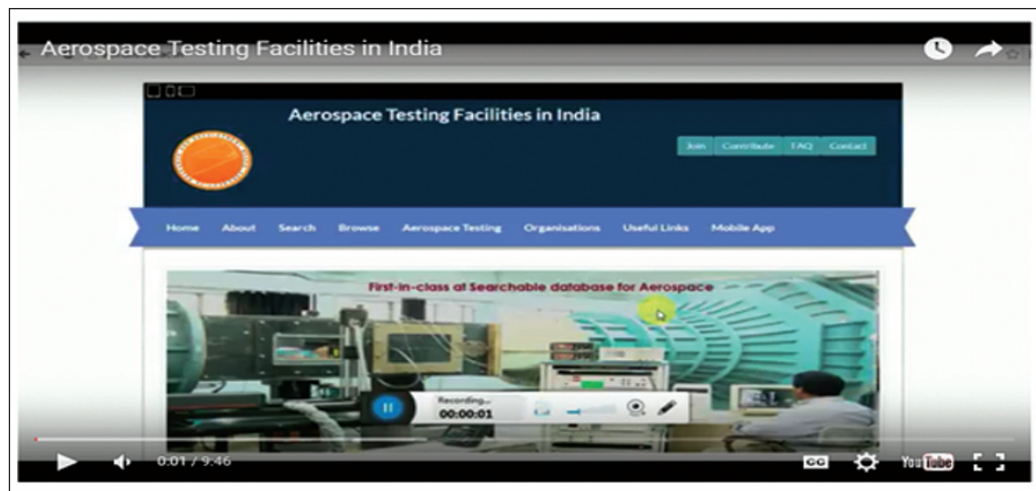 Aerospace Testing Facilities in India
Aerospace Testing Facilities in India
Join Contribute FAQ Contact
Home About Search Browse Aerospace Testing Organisations Useful Links Mobile App
First-in-class at Searchable database for Aerospace
Recording...
00:00:01
0:01 / 9:46
CC
YouTube